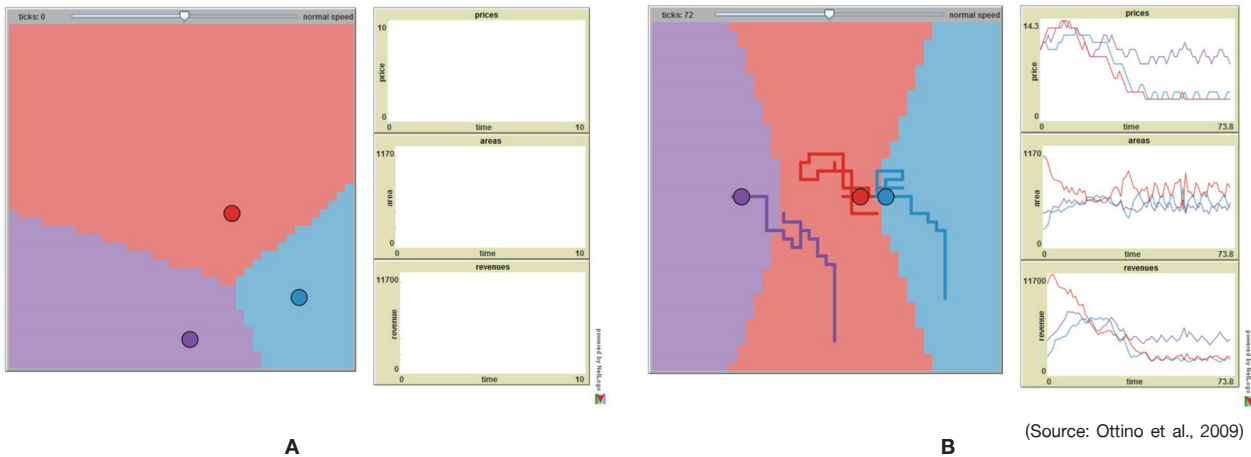 ticks: 0 normal speed
prices
10
price
0
0 time 10
areas
1170
area
0
0 time 10
revenues
11700
revenue
0
0 time 10
powered by NetLogo
A
ticks: 72 normal speed
prices
14.3
price
0
0 time 73.8
areas
1170
area
0
0 time 73.8
revenues
11700
revenue
0
0 time 73.8
powered by NetLogo
B
(Source: Ottino et al., 2009)